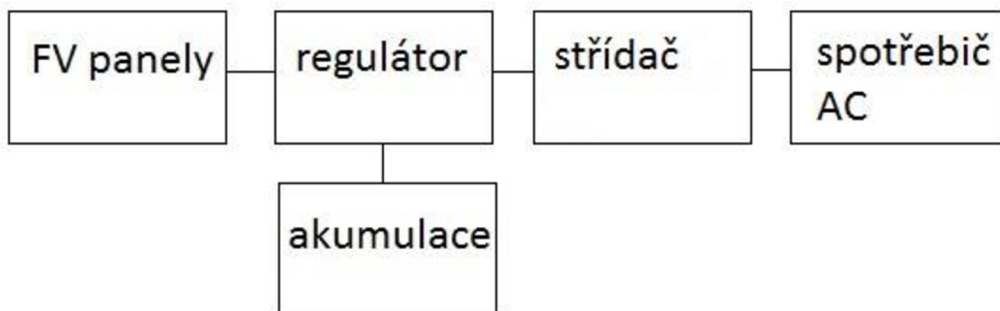 FV panely
regulátor
střídač
spotřebič
AC
akumulace